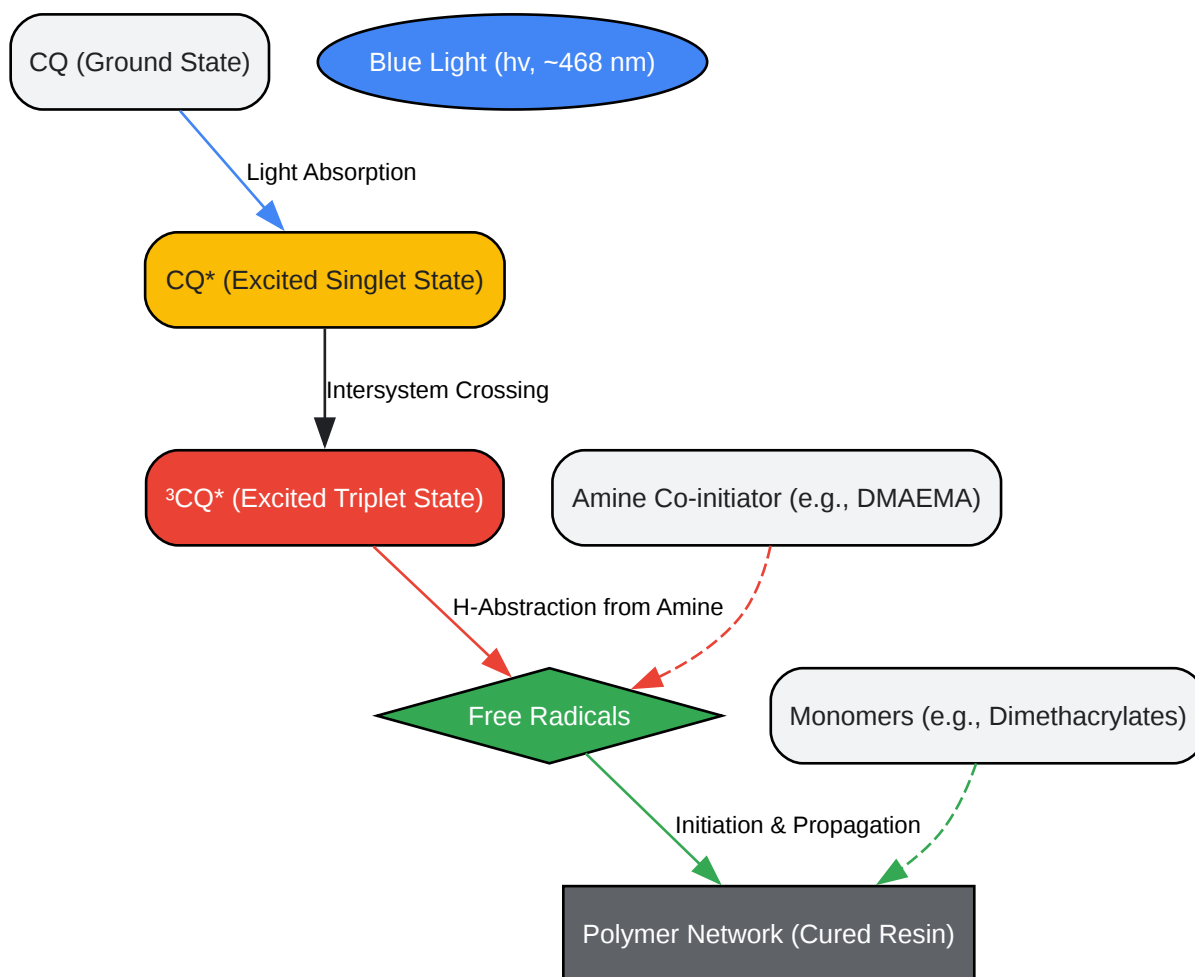 CQ (Ground State)
Blue Light (hv, ~468 nm)
Light Absorption
CQ* (Excited Singlet State)
Intersystem Crossing
³CQ* (Excited Triplet State)
Amine Co-initiator (e.g., DMAEMA)
H-Abstraction from Amine
Free Radicals
Monomers (e.g., Dimethacrylates)
Initiation & Propagation
Polymer Network (Cured Resin)